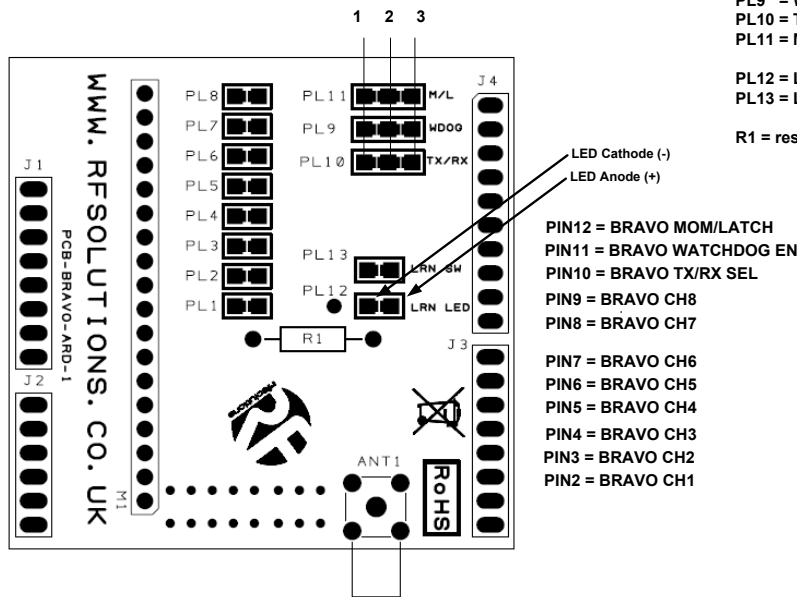 1 2 3
PL9 =
PL10 =
PL11 =
PL12 =
PL13 =
R1 = res
J4
PL8
PL7
PL6
PL5
PL4
PL3
PL2
PL1
PL11 M/L
PL9 WDOG
PL10 TX/RX
PL13 LRN SW
PL12 LRN LED
R1
LED Cathode (-)
LED Anode (+)
J1
J2
J3
WWW. RFSOLUTIONS. CO. UK
PCB-BRAVO-ARD-1
M1
rfsolutions
RF
ANT1
RoHS
PIN12 = BRAVO MOM/LATCH
PIN11 = BRAVO WATCHDOG EN
PIN10 = BRAVO TX/RX SEL
PIN9 = BRAVO CH8
PIN8 = BRAVO CH7
PIN7 = BRAVO CH6
PIN6 = BRAVO CH5
PIN5 = BRAVO CH4
PIN4 = BRAVO CH3
PIN3 = BRAVO CH2
PIN2 = BRAVO CH1